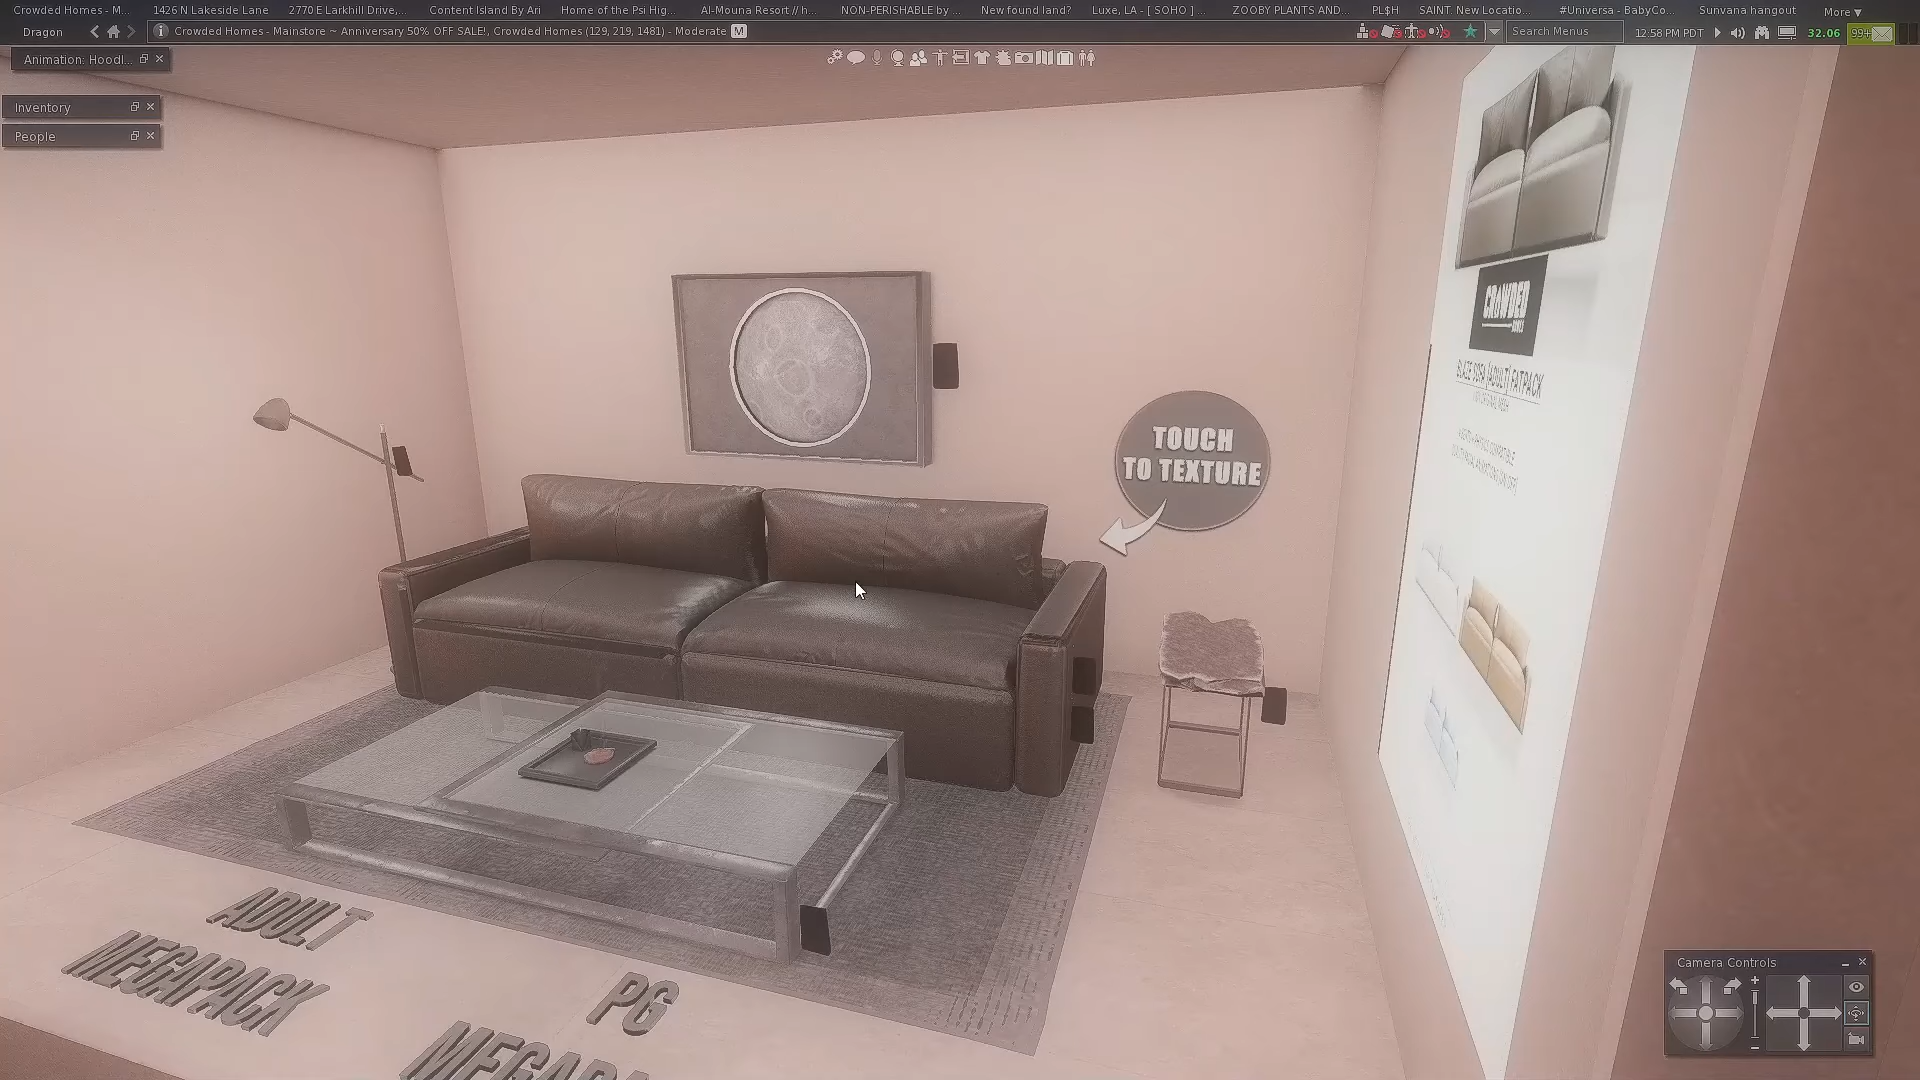 Crowded Homes - M...
1426 N Lakeside Lane
2770 E Larkhill Drive,...
Content Island By Ari
Home of the Psi Hig...
Al-Mouna Resort // h...
NON-PERISHABLE by ...
New found land?
Luxe, LA - [ SOHO ] ...
ZOOBY PLANTS AND...
PL$H
SAINT. New Locatio...
#Universa - BabyCo...
Sunvana hangout
More ▼
Dragon
Crowded Homes - Mainstore ~ Anniversary 50% OFF SALE!, Crowded Homes (129, 219, 1481) - Moderate M
Search Menus
12:58 PM PDT
32.06
99+
Animation: Hoodl...
Inventory
People
CROWDED
BLAZE SOFA [ADULT] FATPACK
TOUCH
TO TEXTURE
ADULT
MEGAPACK
PG
Camera Controls